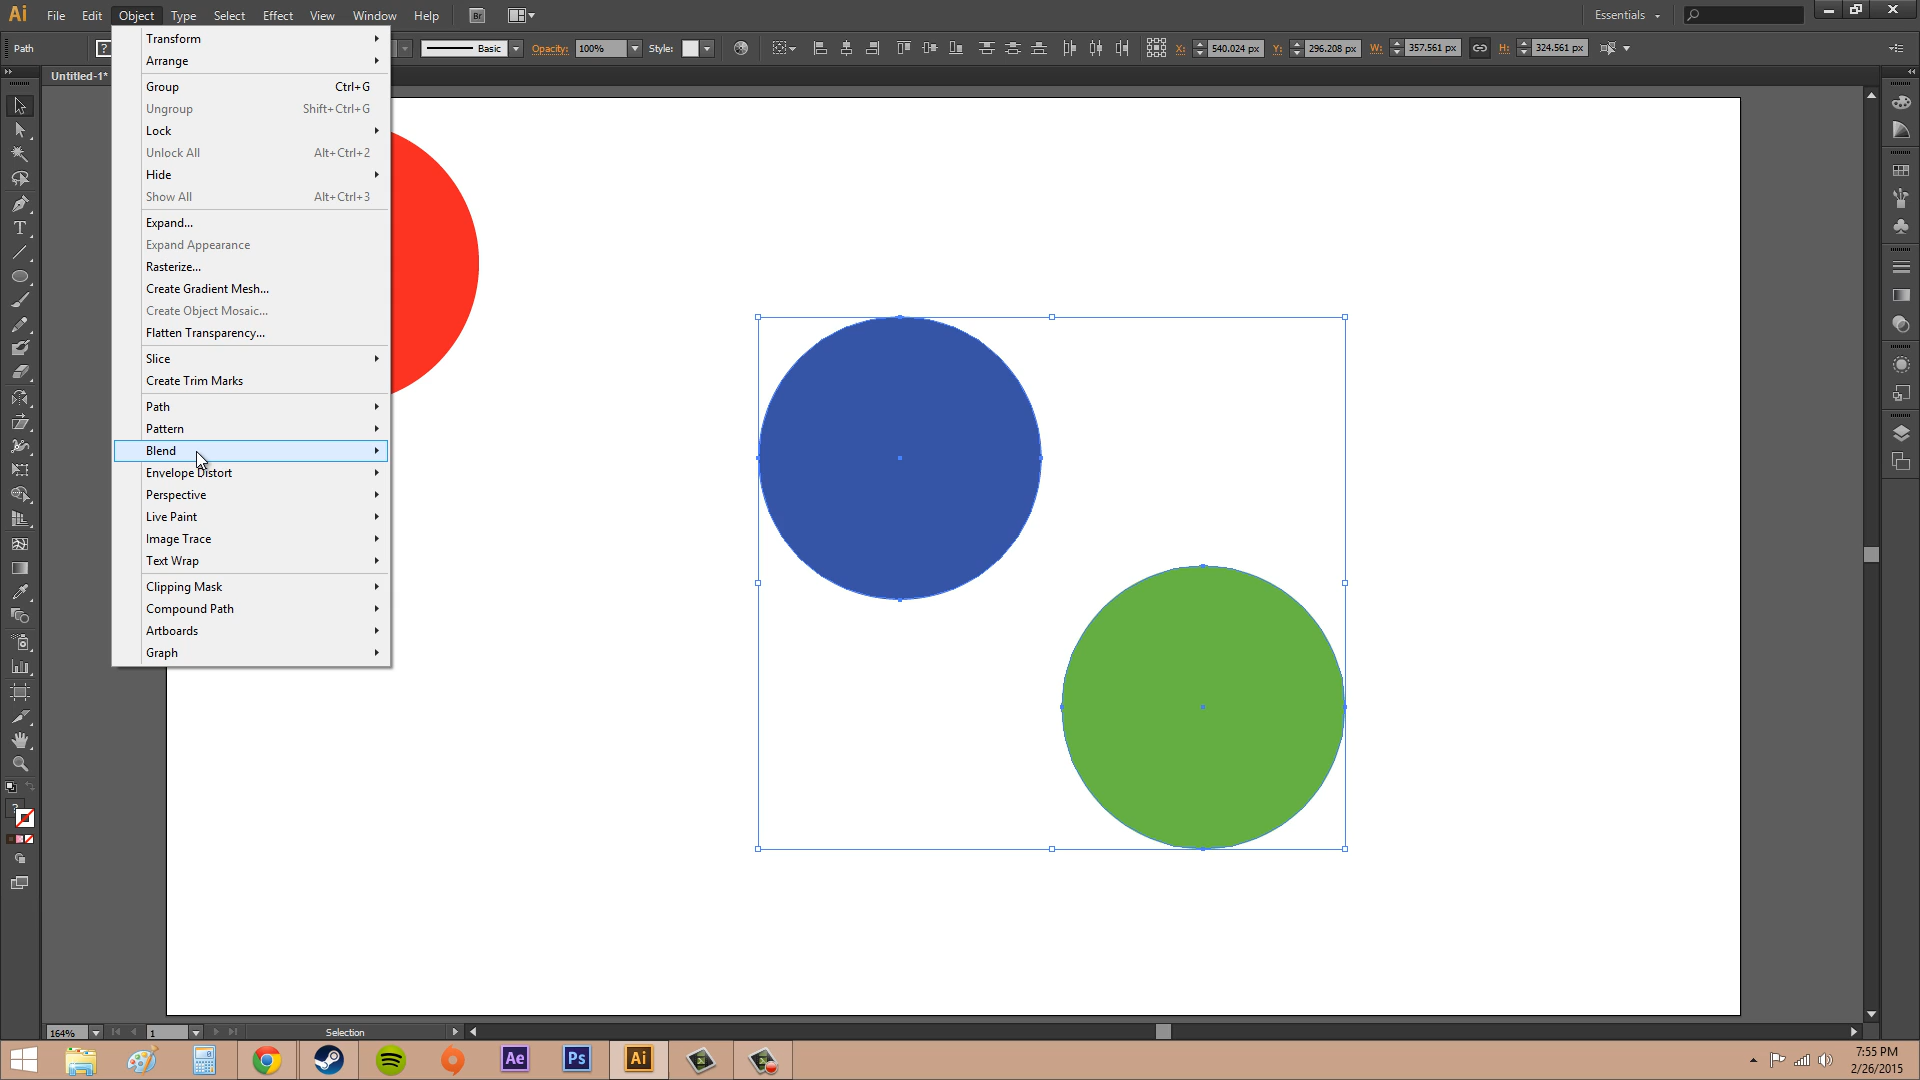 Ai File Edit Object Type Select Effect View Window Help Br Essentials
Path ? Basic Opacity: 100% Style: X: 540.024 px Y: 296.208 px W: 357.561 px H: 324.561 px
Untitled-1*
Transform
Arrange
Group Ctrl+G
Ungroup Shift+Ctrl+G
Lock
Unlock All Alt+Ctrl+2
Hide
Show All Alt+Ctrl+3
Expand...
Expand Appearance
Rasterize...
Create Gradient Mesh...
Create Object Mosaic...
Flatten Transparency...
Slice
Create Trim Marks
Path
Pattern
Blend
Envelope Distort
Perspective
Live Paint
Image Trace
Text Wrap
Clipping Mask
Compound Path
Artboards
Graph
164% 1 Selection
Ae Ps Ai
7:55 PM
2/26/2015